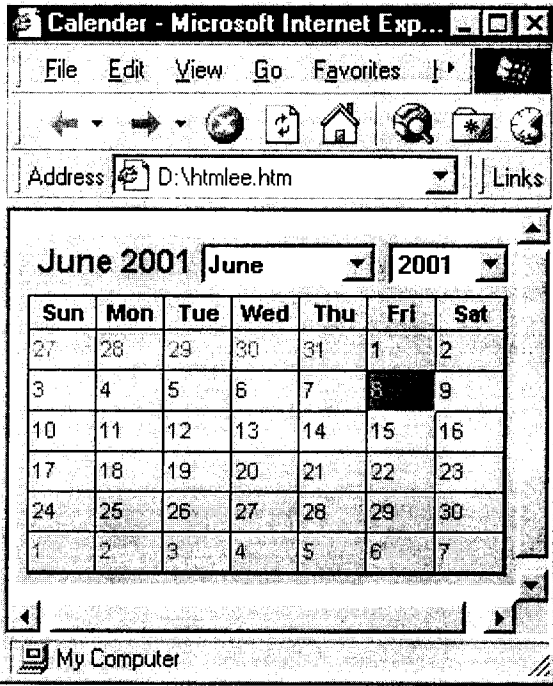 Calender - Microsoft Internet Exp...
File Edit View Go Favorites
Address D:\htmlee.htm Links
June 2001 June 2001
Sun Mon Tue Wed Thu Fri Sat
27 28 29 30 31 1 2
3 4 5 6 7 8 9
10 11 12 13 14 15 16
17 18 19 20 21 22 23
24 25 26 27 28 29 30
1 2 3 4 5 6 7
My Computer